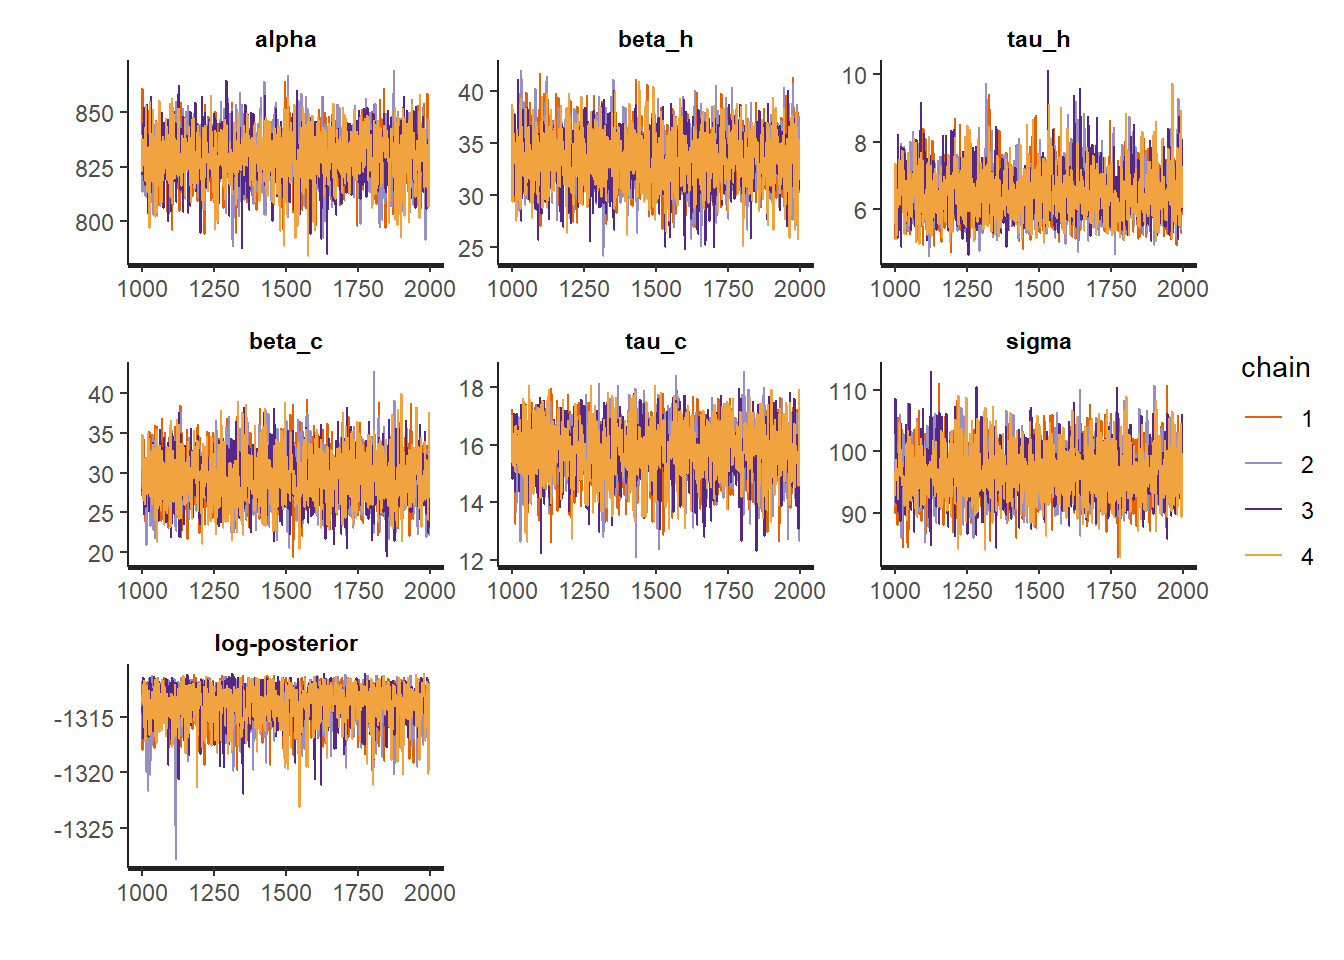 alpha
beta_h
tau_h
850
825
800
1000 1250 1500 1750 2000
40
35
30
25
1000 1250 1500 1750 2000
10
8
6
1000 1250 1500 1750 2000
beta_c
tau_c
sigma
40
35
30
25
20
1000 1250 1500 1750 2000
18
16
14
12
1000 1250 1500 1750 2000
110
100
90
1000 1250 1500 1750 2000
log-posterior
-1315
-1320
-1325
1000 1250 1500 1750 2000
chain
1
2
3
4